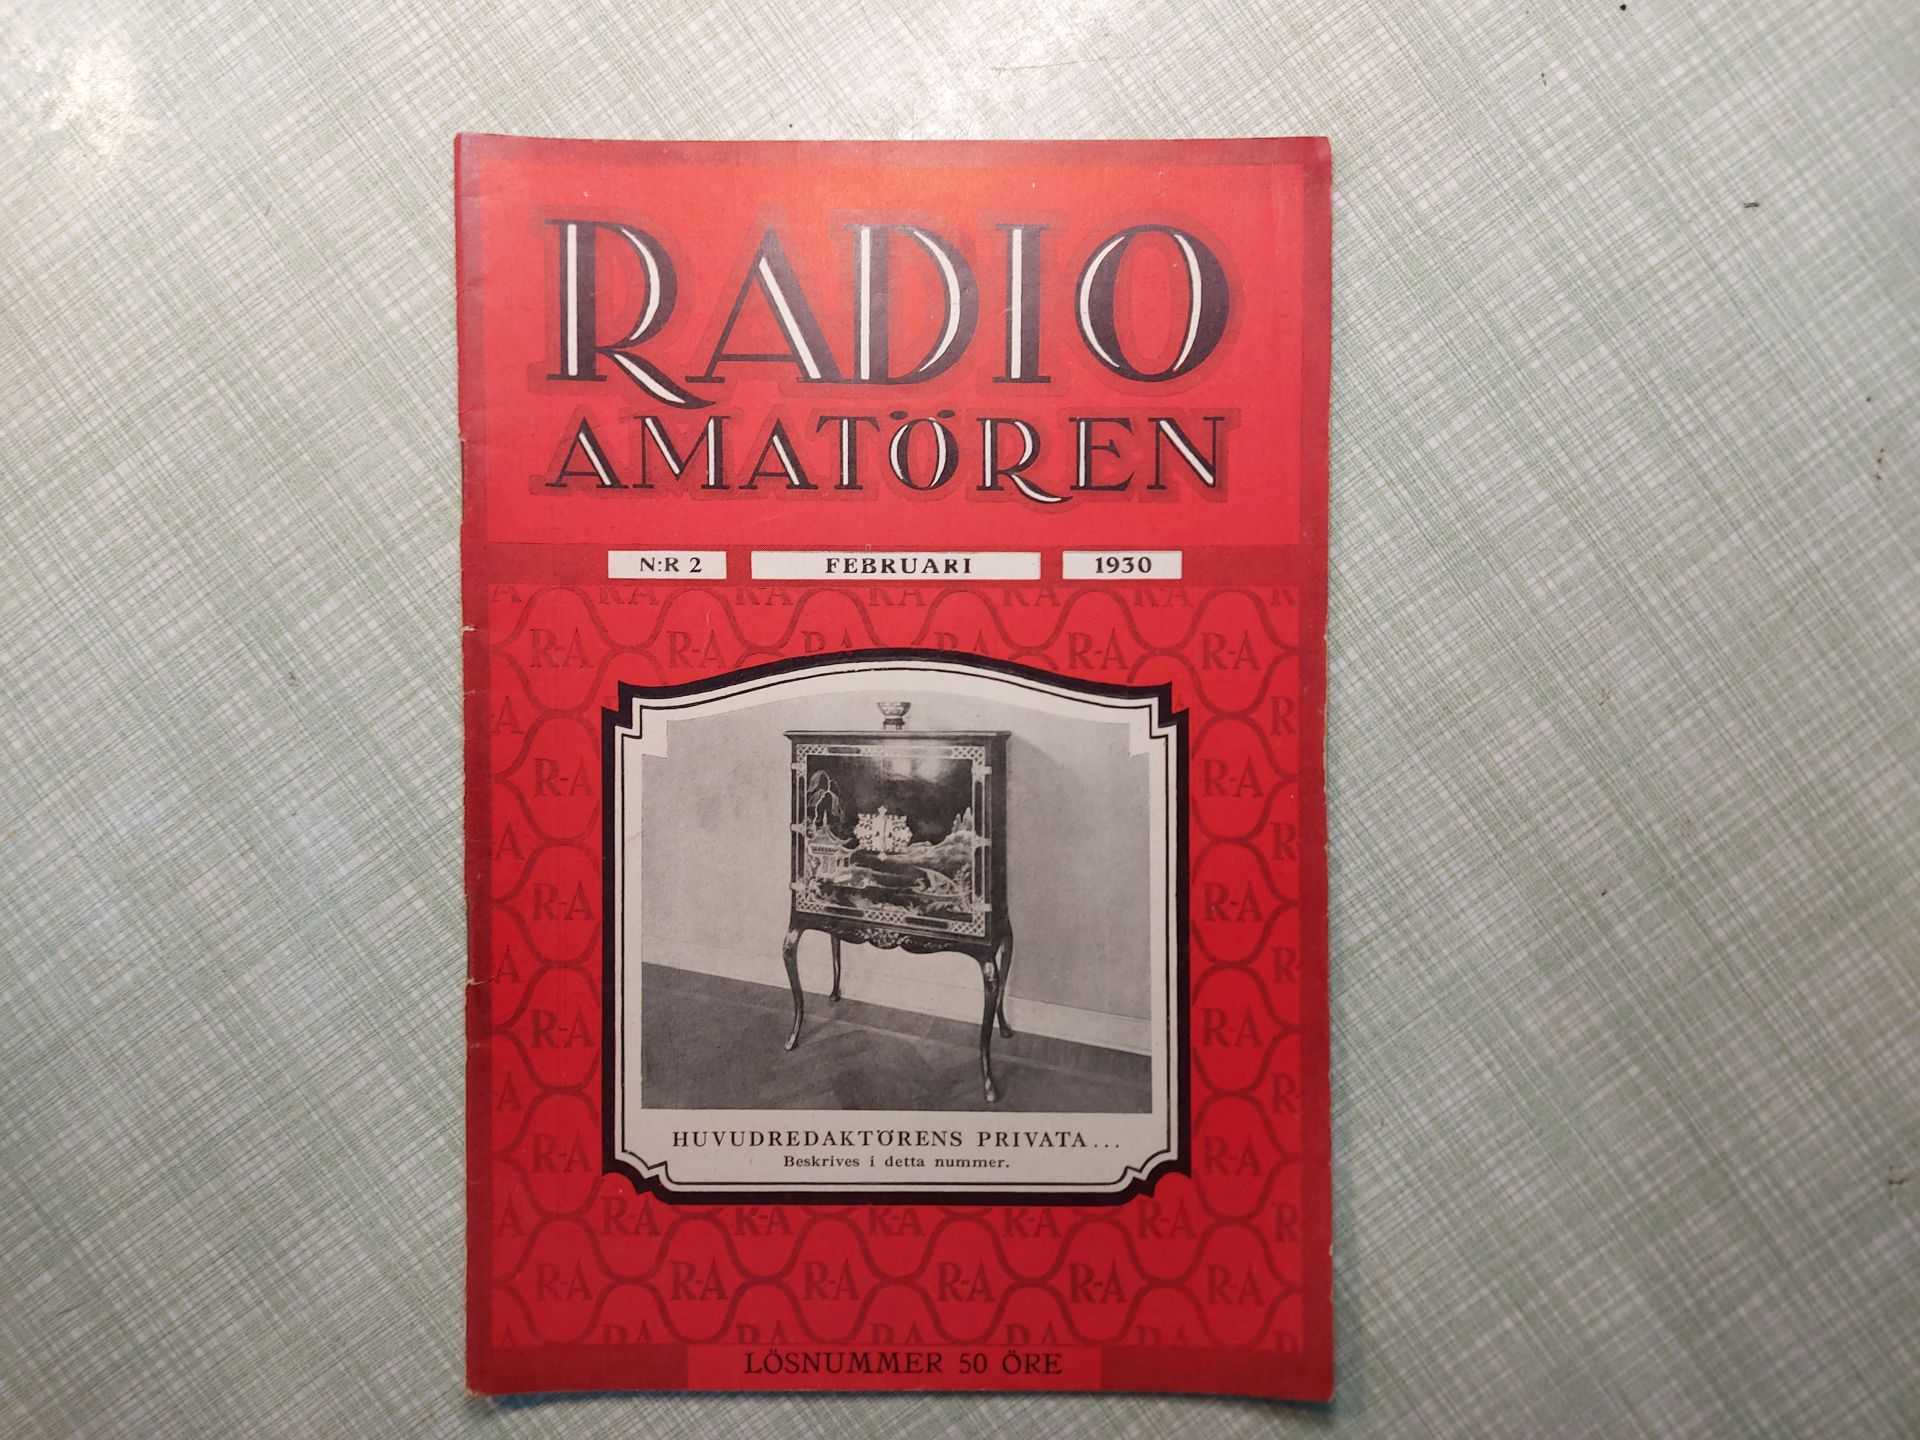 RADIO
AMATÖREN
N:R 2 FEBRUARI 1930
R-A R-A R-A R-A R-A R-A
R-A R-A
R-A R-A
R-A R-A
R-A R-A
HUVUDREDAKTÖRENS PRIVATA...
Beskrives i detta nummer.
R-A R-A R-A R-A R-A
R-A R-A R-A R-A R-A R-A
LÖSNUMMER 50 ÖRE